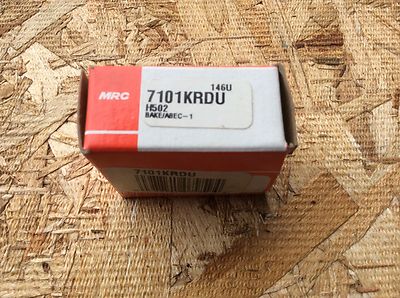 MRC
146U
7101KRDU
H502
BAKE/ABEC-1
7101KRDU